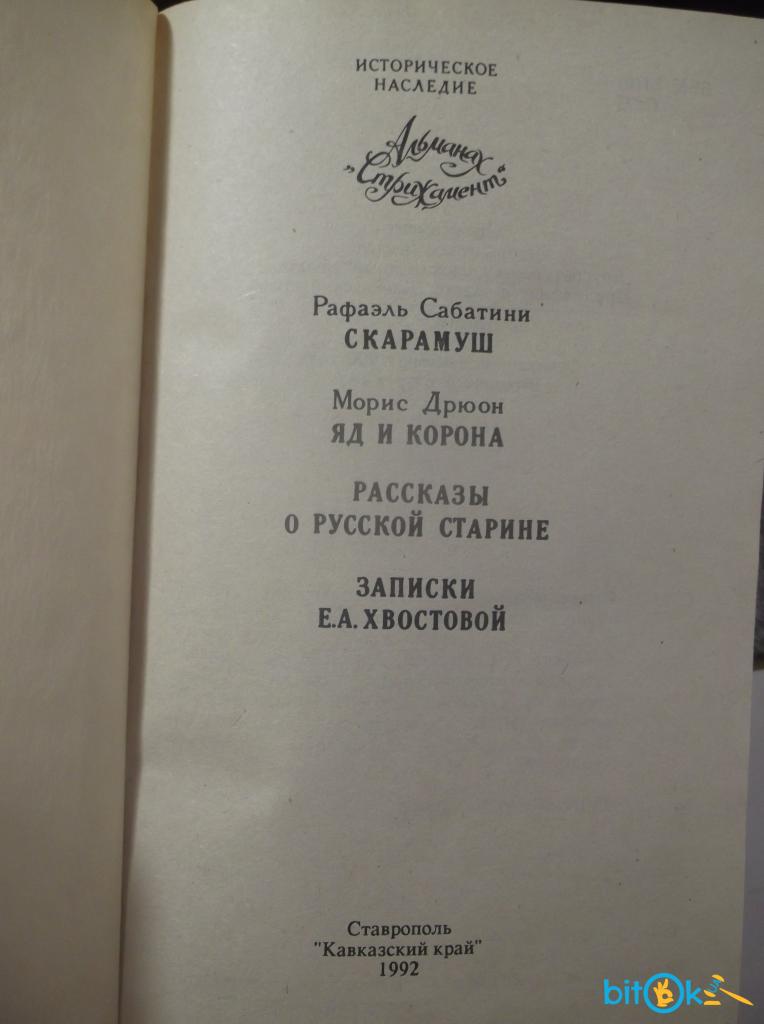 ИСТОРИЧЕСКОЕ
НАСЛЕДИЕ
Альманах
„Стрижамент“
Рафаэль Сабатини
СКАРАМУШ
Морис Дрюон
ЯД И КОРОНА
РАССКАЗЫ
О РУССКОЙ СТАРИНЕ
ЗАПИСКИ
Е.А.ХВОСТОВОЙ
Ставрополь
"Кавказский край"
1992
bitOk